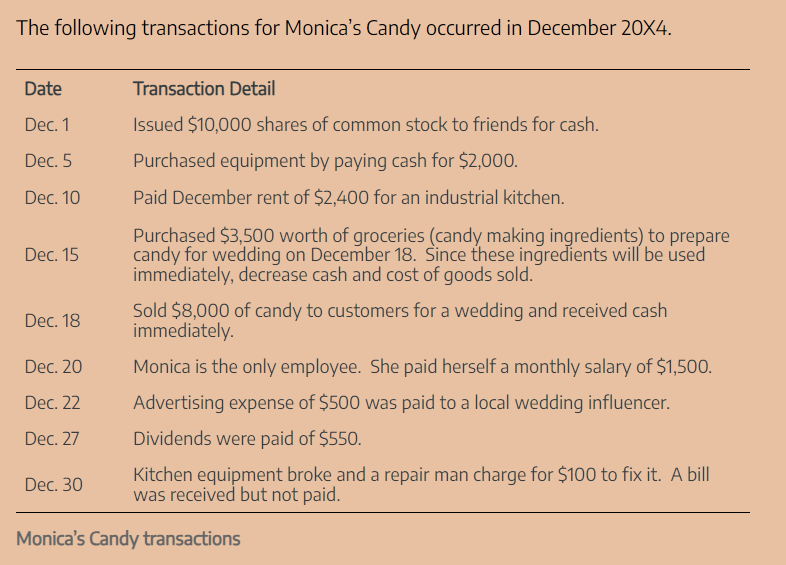 The following transactions for Monica's Candy occurred in December 20X4.
Date Transaction Detail
Dec. 1 Issued $10,000 shares of common stock to friends for cash.
Dec. 5 Purchased equipment by paying cash for $2,000.
Dec. 10 Paid December rent of $2,400 for an industrial kitchen.
Purchased $3,500 worth of groceries (candy making ingredients) to prepare
Dec. 15 candy for wedding on December 18.  Since these ingredients will be used
immediately, decrease cash and cost of goods sold.
Dec. 18 Sold $8,000 of candy to customers for a wedding and received cash
immediately.
Dec. 20 Monica is the only employee.  She paid herself a monthly salary of $1,500.
Dec. 22 Advertising expense of $500 was paid to a local wedding influencer.
Dec. 27 Dividends were paid of $550.
Dec. 30 Kitchen equipment broke and a repair man charge for $100 to fix it.  A bill
was received but not paid.
Monica's Candy transactions